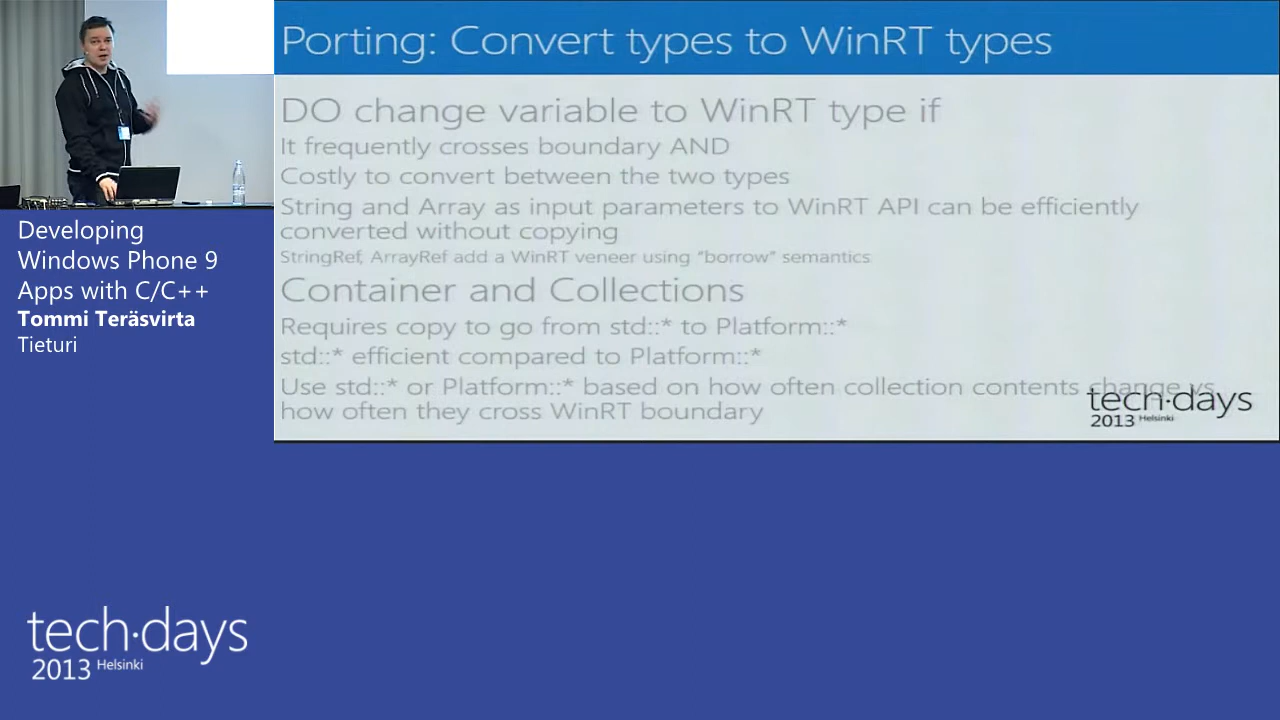 Porting: Convert types to WinRT types
DO change variable to WinRT type if
It frequently crosses boundary AND
Costly to convert between the two types
String and Array as input parameters to WinRT API can be efficiently
converted without copying
StringRef, ArrayRef add a WinRT veneer using “borrow” semantics
Container and Collections
Requires copy to go from std::* to Platform::*
std::* efficient compared to Platform::*
Use std::* or Platform::* based on how often collection contents change vs
how often they cross WinRT boundary
tech·days
2013 Helsinki
Developing
Windows Phone 9
Apps with C/C++
Tommi Teräsvirta
Tieturi
tech·days
2013 Helsinki